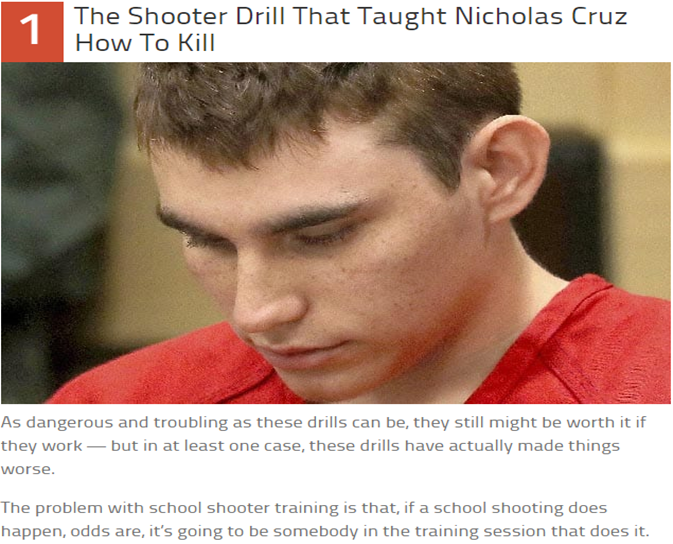 1
The Shooter Drill That Taught Nicholas Cruz
How To Kill
As dangerous and troubling as these drills can be, they still might be worth it if
they work — but in at least one case, these drills have actually made things
worse.
The problem with school shooter training is that, if a school shooting does
happen, odds are, it’s going to be somebody in the training session that does it.